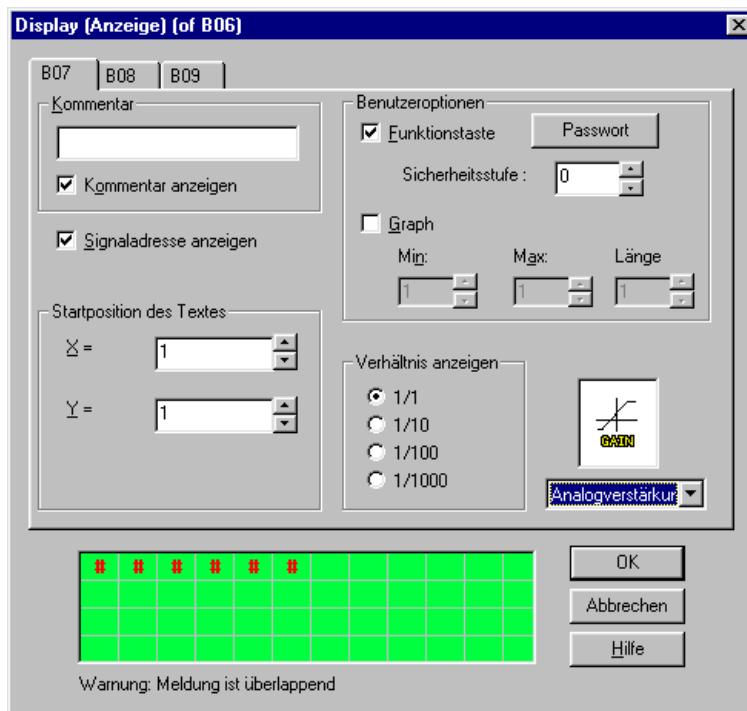 Display (Anzeige) (of B06)
B07
B08
B09
Kommentar
Kommentar anzeigen
Signaladresse anzeigen
Startposition des Textes
X = 1
Y = 1
Benutzeroptionen
Funktionstaste
Passwort
Sicherheitsstufe : 0
Graph
Min: Max: Länge
1 1 1
Verhältnis anzeigen
1/1
1/10
1/100
1/1000
GAIN
Analogverstärkur
# # # # # #
OK
Abbrechen
Hilfe
Warnung: Meldung ist überlappend